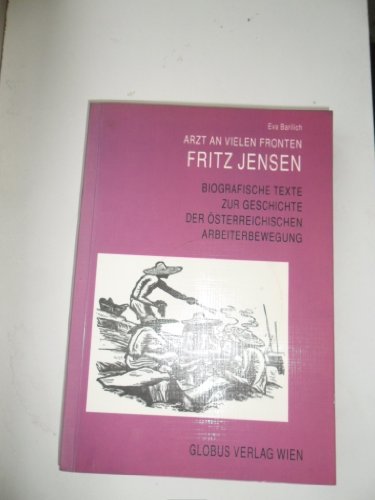 Eva Barilich
ARZT AN VIELEN FRONTEN
FRITZ JENSEN
BIOGRAFISCHE TEXTE
ZUR GESCHICHTE
DER ÖSTERREICHISCHEN
ARBEITERBEWEGUNG
GLOBUS VERLAG WIEN